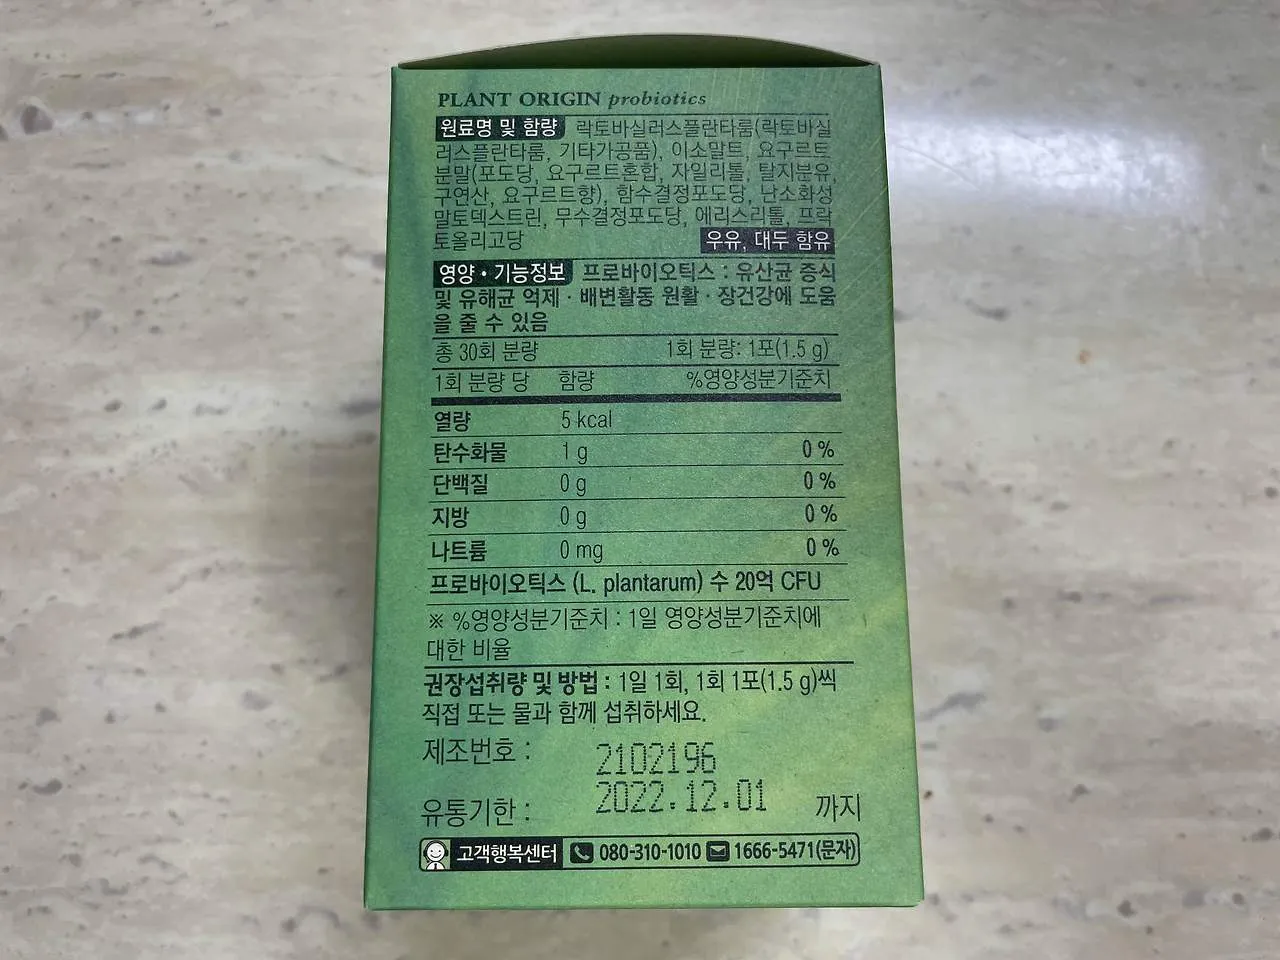 PLANT ORIGIN probiotics
원료명 및 함량 락토바실러스플란타룸(락토바실
러스플란타룸, 기타가공품), 이소말트, 요구르트
분말(포도당, 요구르트혼합, 자일리톨, 탈지분유,
구연산, 요구르트향), 함수결정포도당, 난소화성
말토덱스트린, 무수결정포도당, 에리스리톨, 프락
토올리고당 우유, 대두 함유
영양·기능정보 프로바이오틱스 : 유산균 증식
및 유해균 억제·배변활동 원활·장건강에 도움
을 줄 수 있음
총 30회 분량 1회 분량: 1포(1.5 g)
1회 분량 당 함량 %영양성분기준치
열량 5 kcal
탄수화물 1 g 0 %
단백질 0 g 0 %
지방 0 g 0 %
나트륨 0 mg 0 %
프로바이오틱스 (L. plantarum) 수 20억 CFU
※ %영양성분기준치 : 1일 영양성분기준치에
대한 비율
권장섭취량 및 방법 : 1일 1회, 1회 1포(1.5 g)씩
직접 또는 물과 함께 섭취하세요.
제조번호 : 2102196
유통기한 : 2022.12.01 까지
고객행복센터 080-310-1010 1666-5471(문자)